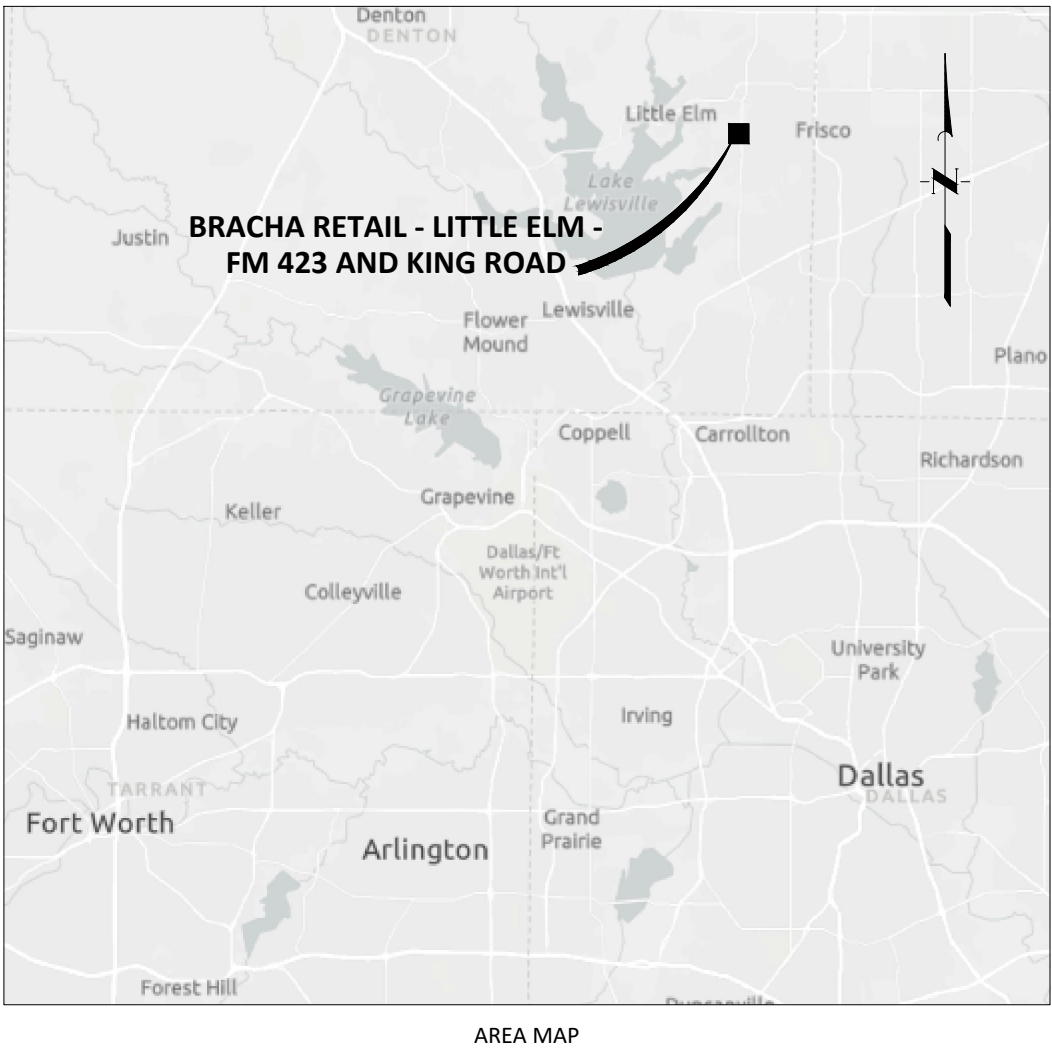 Denton
DENTON
Little Elm
Frisco
Lake
Lewisville
BRACHA RETAIL - LITTLE ELM -
FM 423 AND KING ROAD
Justin
N
Lewisville
Flower
Mound
Plano
Grapevine
Lake
Coppell
Carrollton
Richardson
Grapevine
Keller
Dallas/Ft
Worth Int'l
Airport
Colleyville
Saginaw
University
Park
Haltom City
Irving
TARRANT
Dallas
DALLAS
Fort Worth
Grand
Prairie
Arlington
Forest Hill
Duncanville
AREA MAP